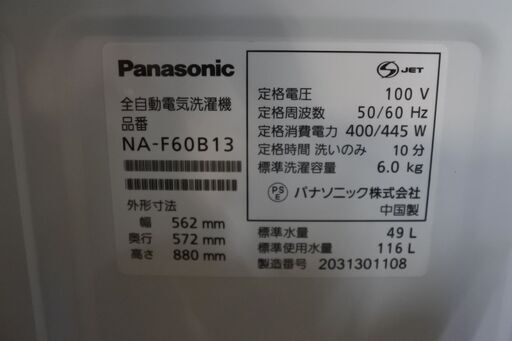 Panasonic
全自動電気洗濯機
品番
NA-F60B13
外形寸法
幅 562 mm
奥行 572 mm
高さ 880 mm
S JET
定格電圧 100 V
定格周波数 50/60 Hz
定格消費電力 400/445 W
定格時間 洗いのみ 10 分
標準洗濯容量 6.0 kg
PS E パナソニック株式会社
中国製
標準水量 49 L
標準使用水量 116 L
製造番号 2031301108